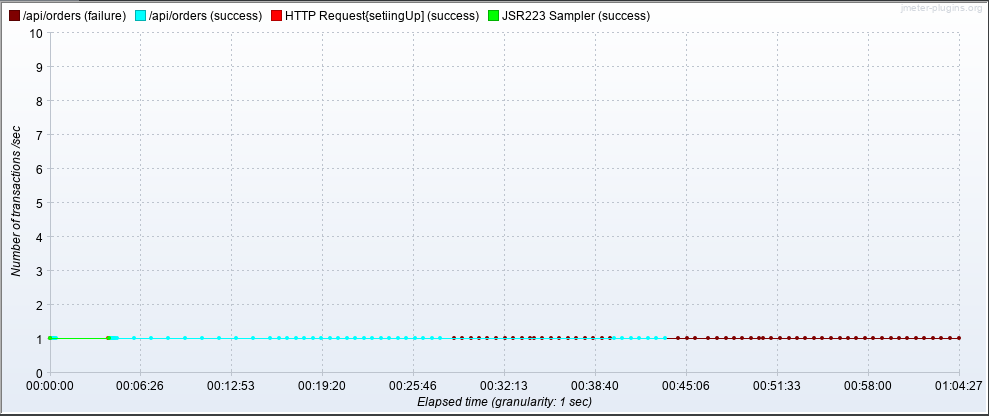 jmeter-plugins.org
/api/orders (failure) /api/orders (success) HTTP Request[setiingUp] (success) JSR223 Sampler (success)
Number of transactions /sec
10
9
8
7
6
5
4
3
2
1
0
00:00:00 00:06:26 00:12:53 00:19:20 00:25:46 00:32:13 00:38:40 00:45:06 00:51:33 00:58:00 01:04:27
Elapsed time (granularity: 1 sec)